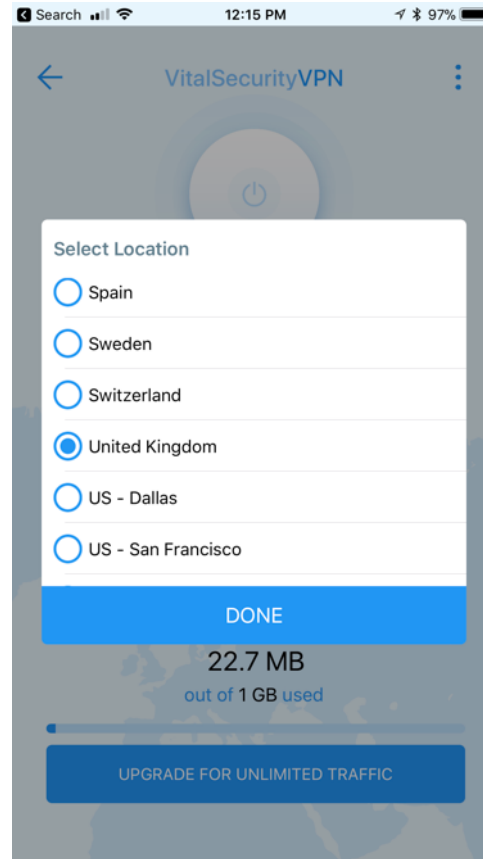 Search 12:15 PM 97%
VitalSecurityVPN
Select Location
Spain
Sweden
Switzerland
United Kingdom
US - Dallas
US - San Francisco
DONE
22.7 MB
out of 1 GB used
UPGRADE FOR UNLIMITED TRAFFIC